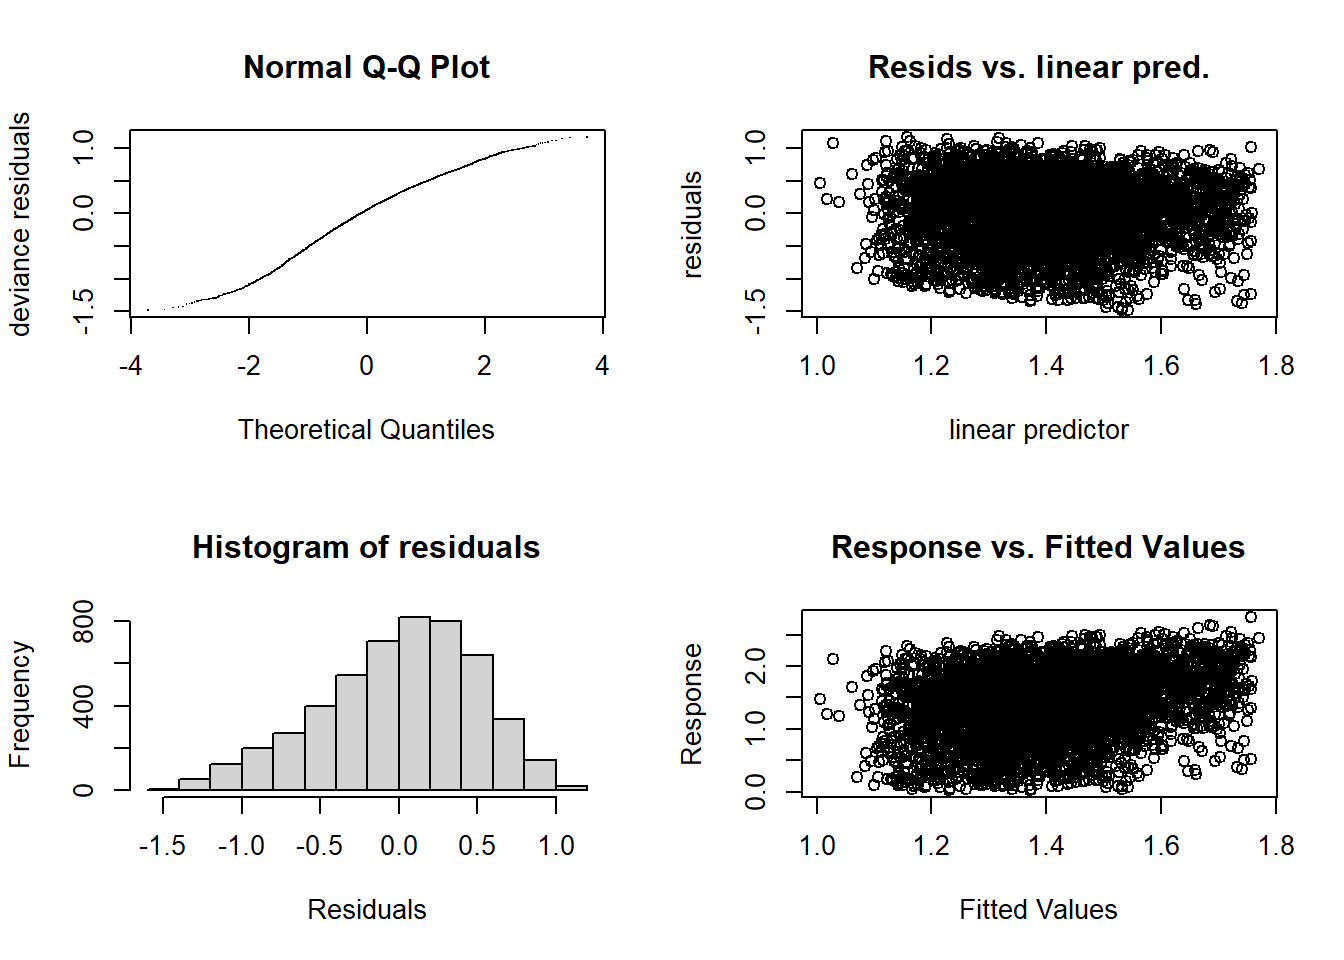 Normal Q-Q Plot
deviance residuals
-1.5 0.0 1.0
-4 -2 0 2 4
Theoretical Quantiles
Resids vs. linear pred.
residuals
-1.5 0.0 1.0
1.0 1.2 1.4 1.6 1.8
linear predictor
Histogram of residuals
Frequency
0 400 800
-1.5 -1.0 -0.5 0.0 0.5 1.0
Residuals
Response vs. Fitted Values
Response
0.0 1.0 2.0
1.0 1.2 1.4 1.6 1.8
Fitted Values